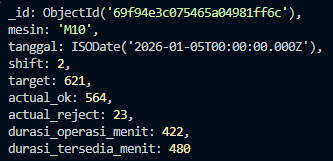 _id: ObjectId('69f94e3c075465a04981ff6c'),
mesin: 'M10',
tanggal: ISODate('2026-01-05T00:00:00.000Z'),
shift: 2,
target: 621,
actual_ok: 564,
actual_reject: 23,
durasi_operasi_menit: 422,
durasi_tersedia_menit: 480